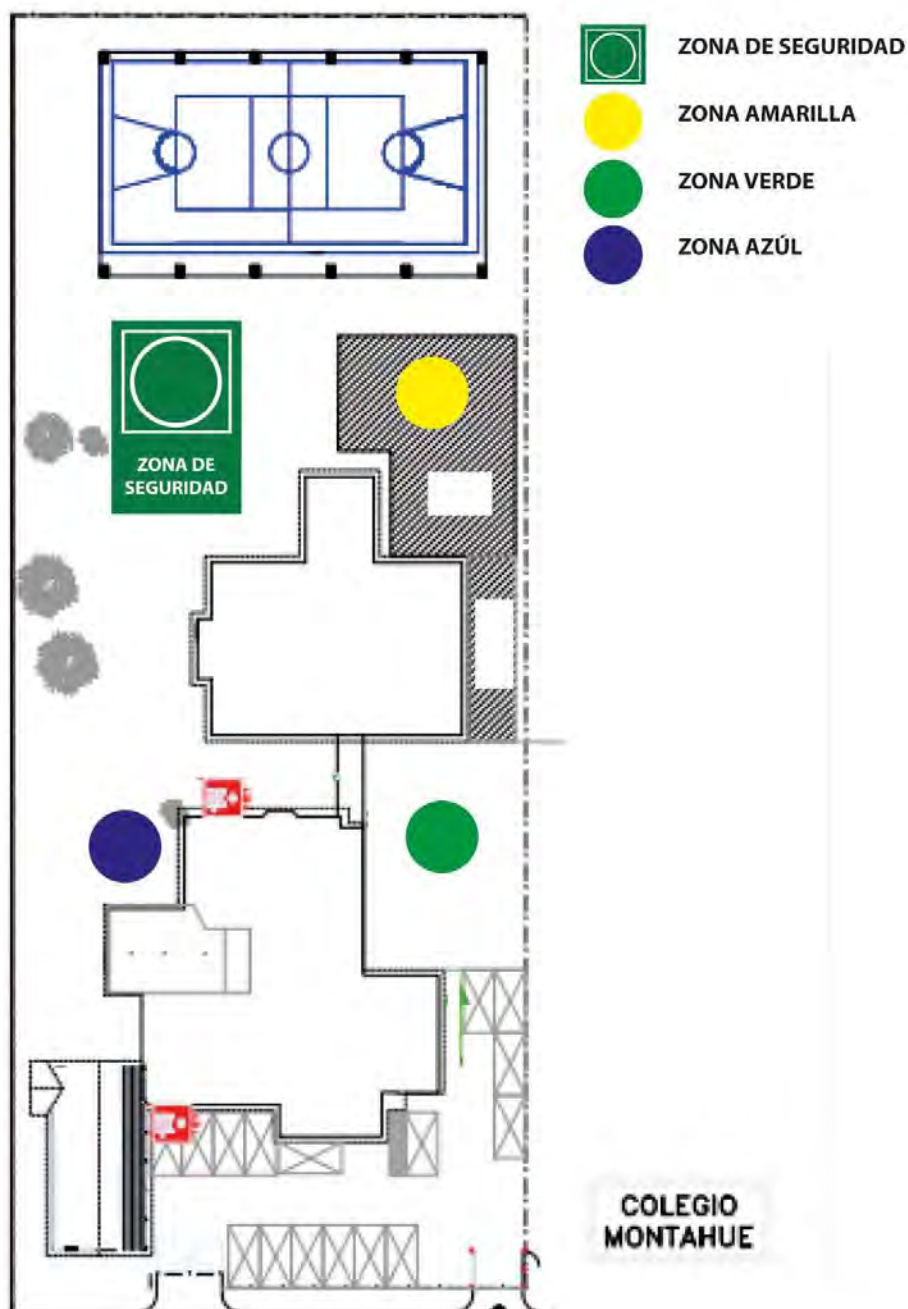 ZONA DE SEGURIDAD
ZONA AMARILLA
ZONA VERDE
ZONA AZÚL
ZONA DE
SEGURIDAD
COLEGIO
MONTAHUE